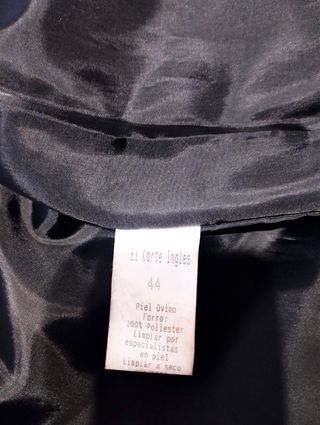 El Corte Inglés
44
Piel Ovino
Forro:
100% Poliester
Limpiar por
especialistas
en piel
Limpiar a seco